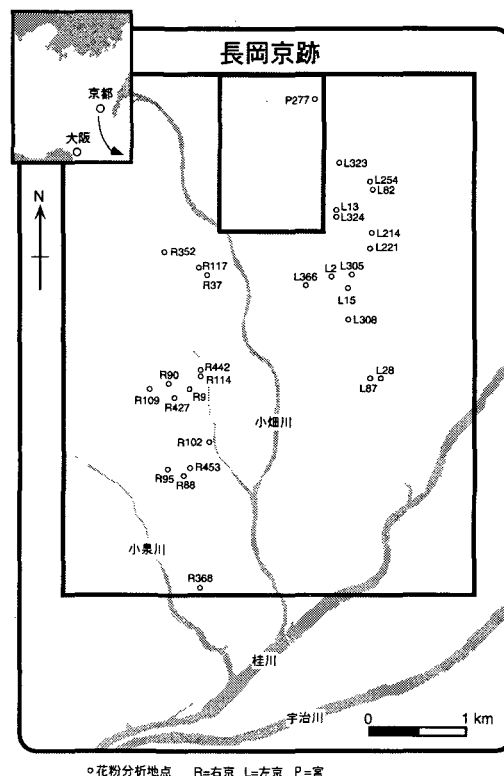 長岡京跡
京都
大阪
N
P277
L323
L254
L82
L13
L324
L214
L221
R352
R117
R37
L2
L305
L366
L15
L308
R442
R114
R90
R9
R109
R427
L28
L87
小畑川
R102
R453
R95
R88
小泉川
R368
桂川
宇治川
0 1 km
花粉分析地点 R=右京 L=左京 P=宮